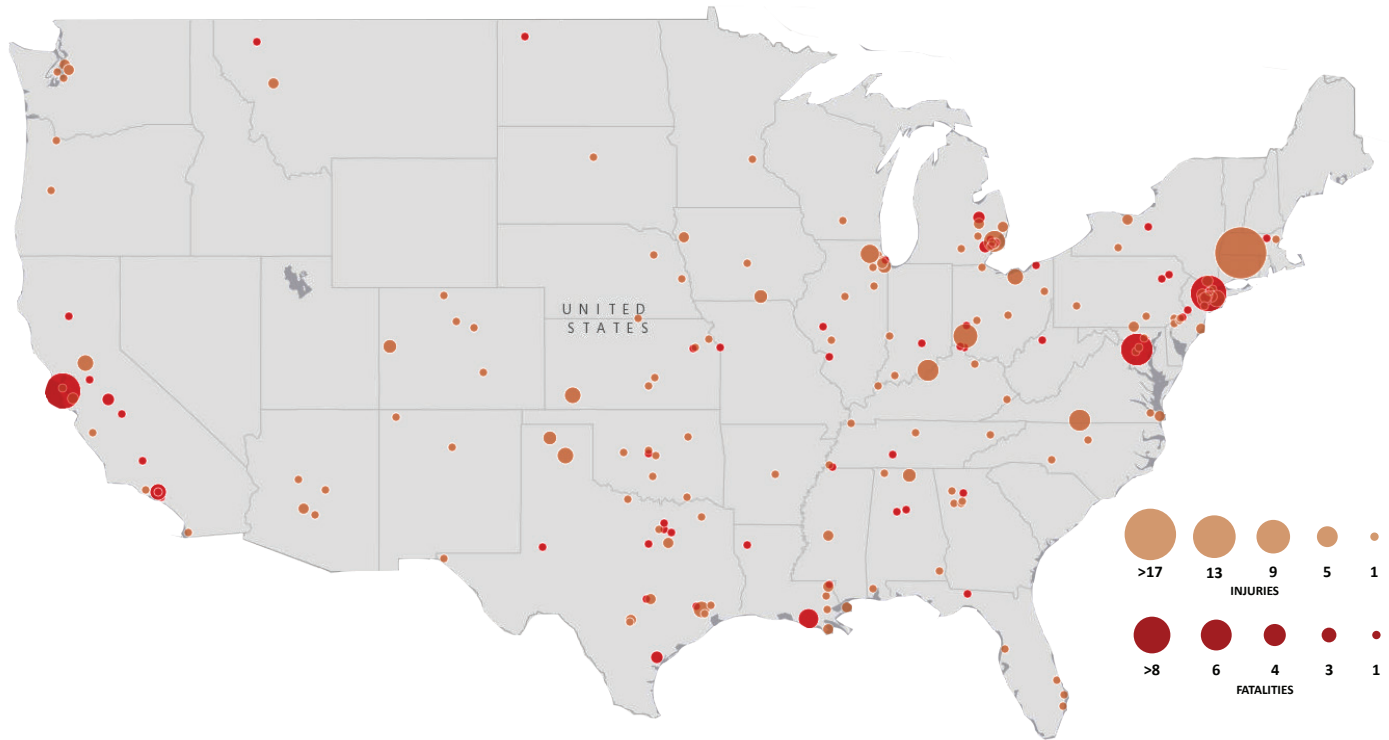 UNITED
STATES
>17 13 9 5 1
INJURIES
>8 6 4 3 1
FATALITIES